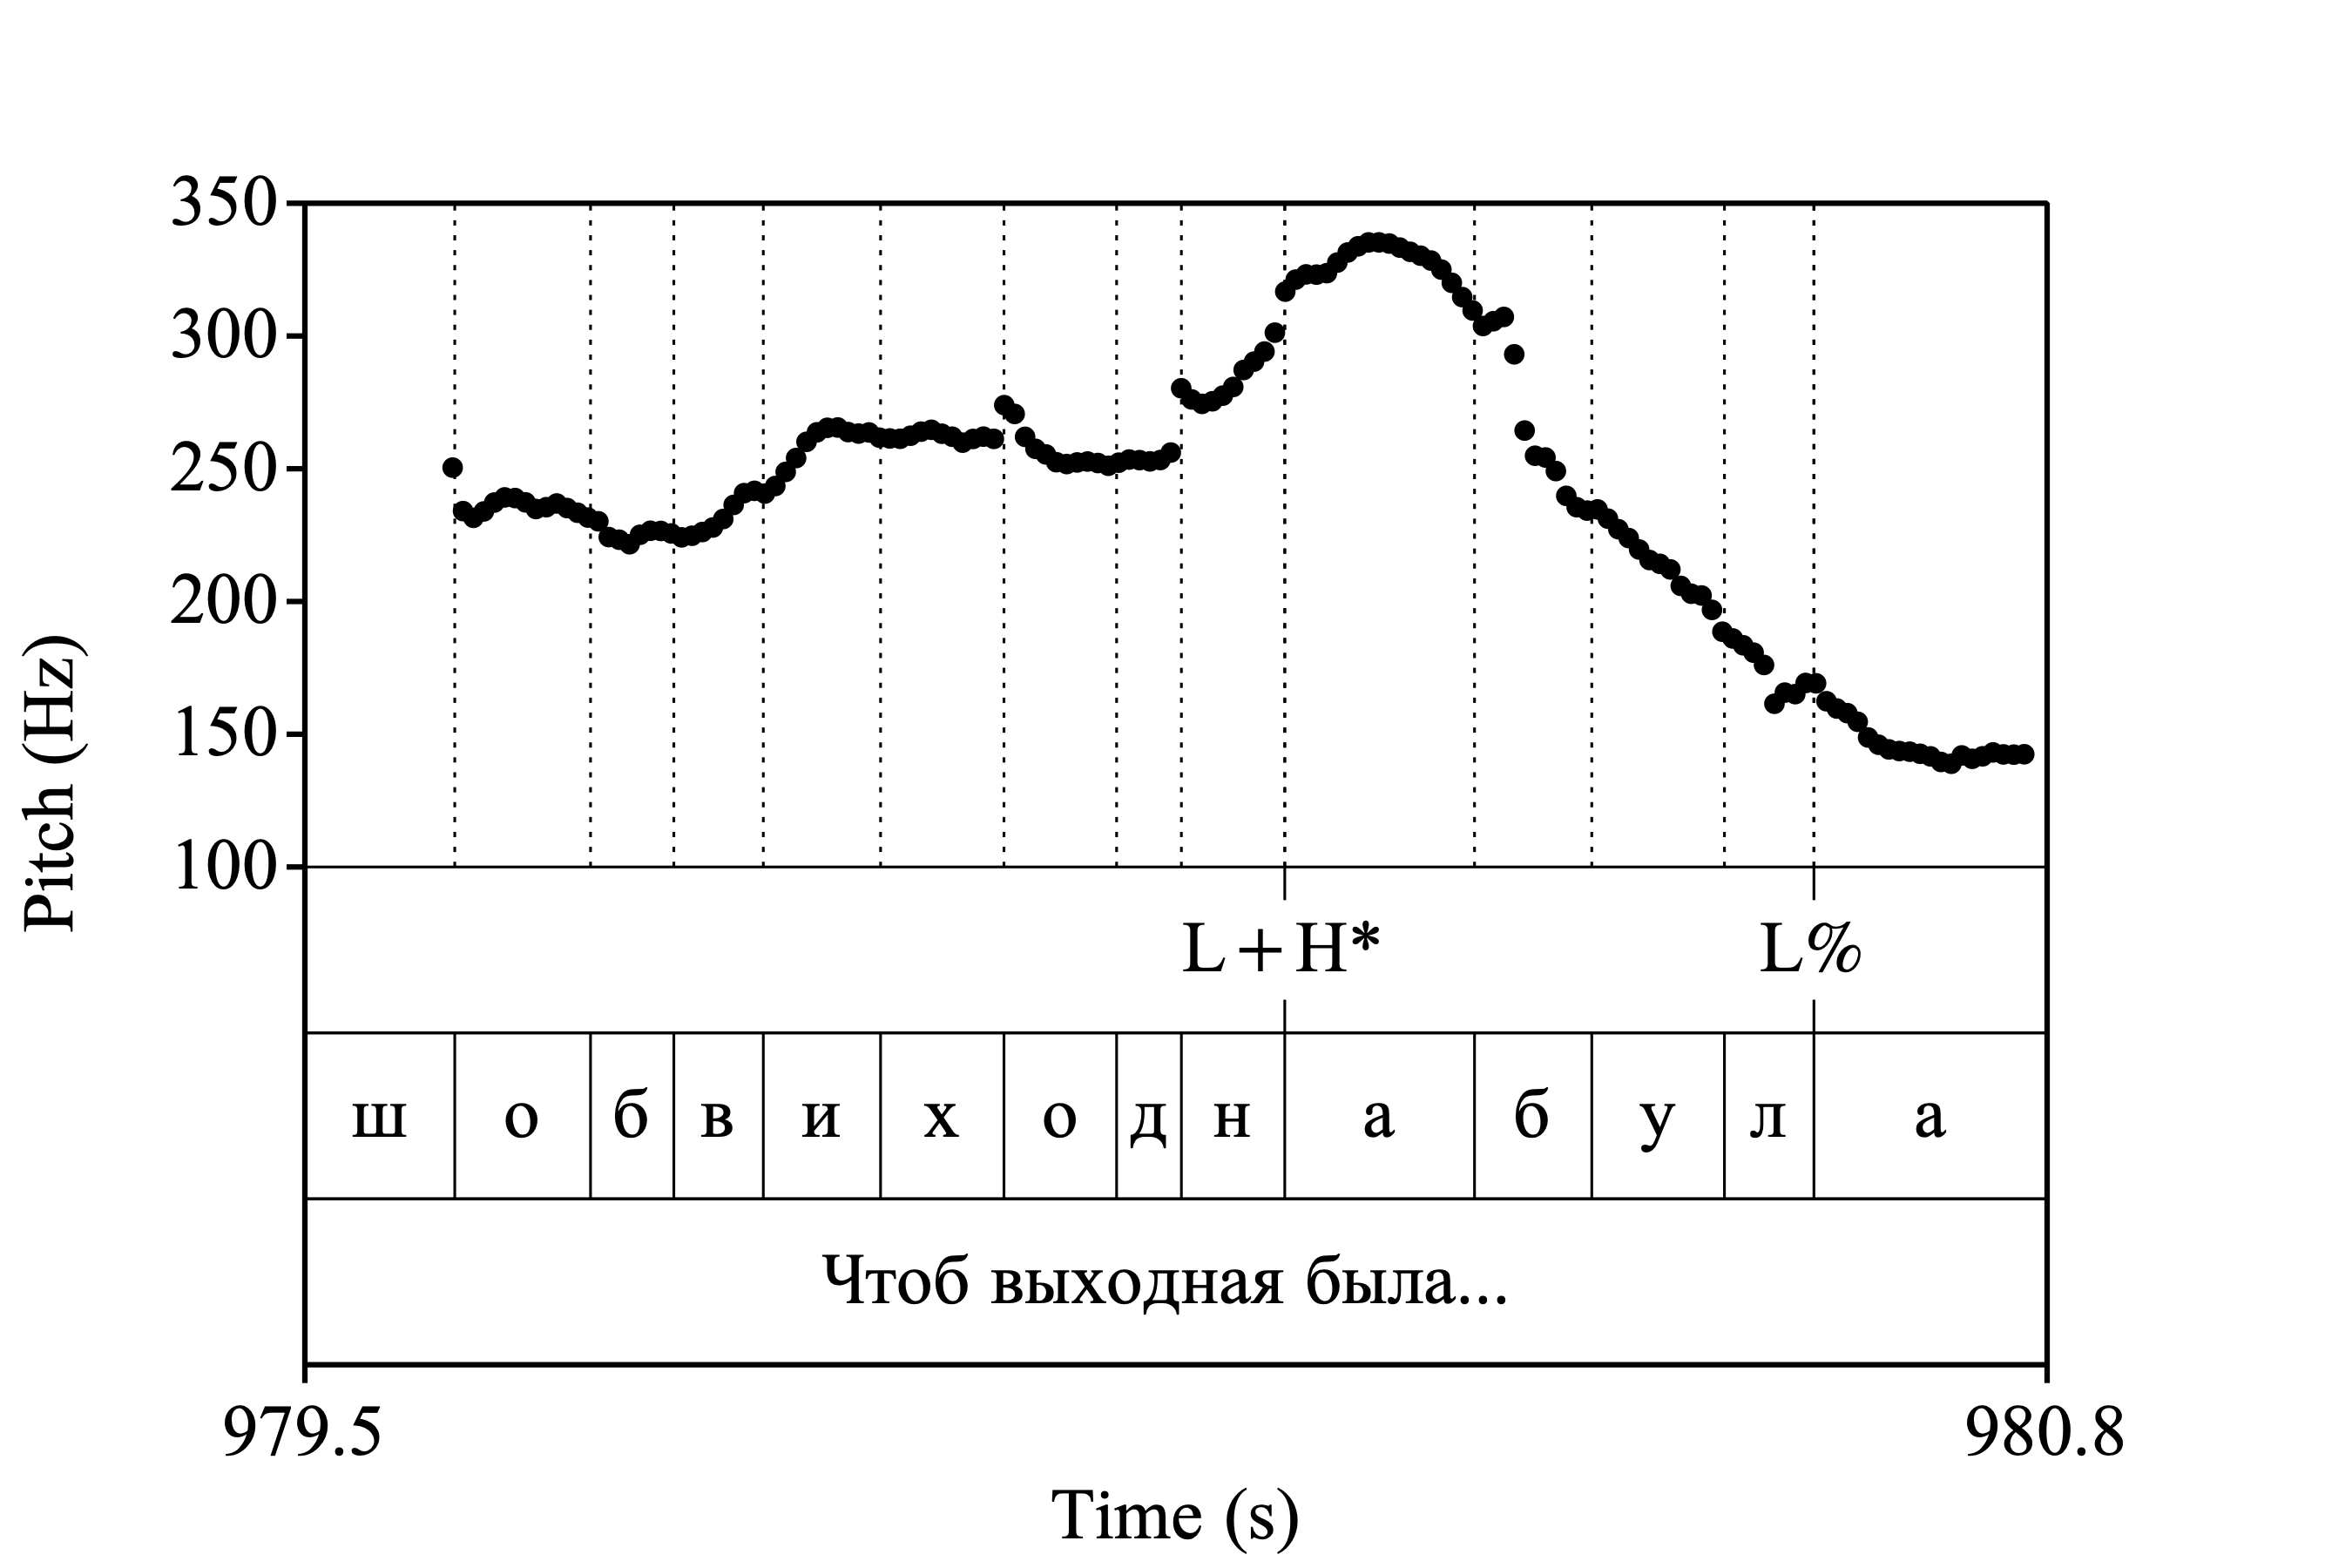 350
300
250
200
150
100
Pitch (Hz)
L+H* L%
ш о б в и х о д н а б у л а
Чтоб выходная была...
979.5 980.8
Time (s)